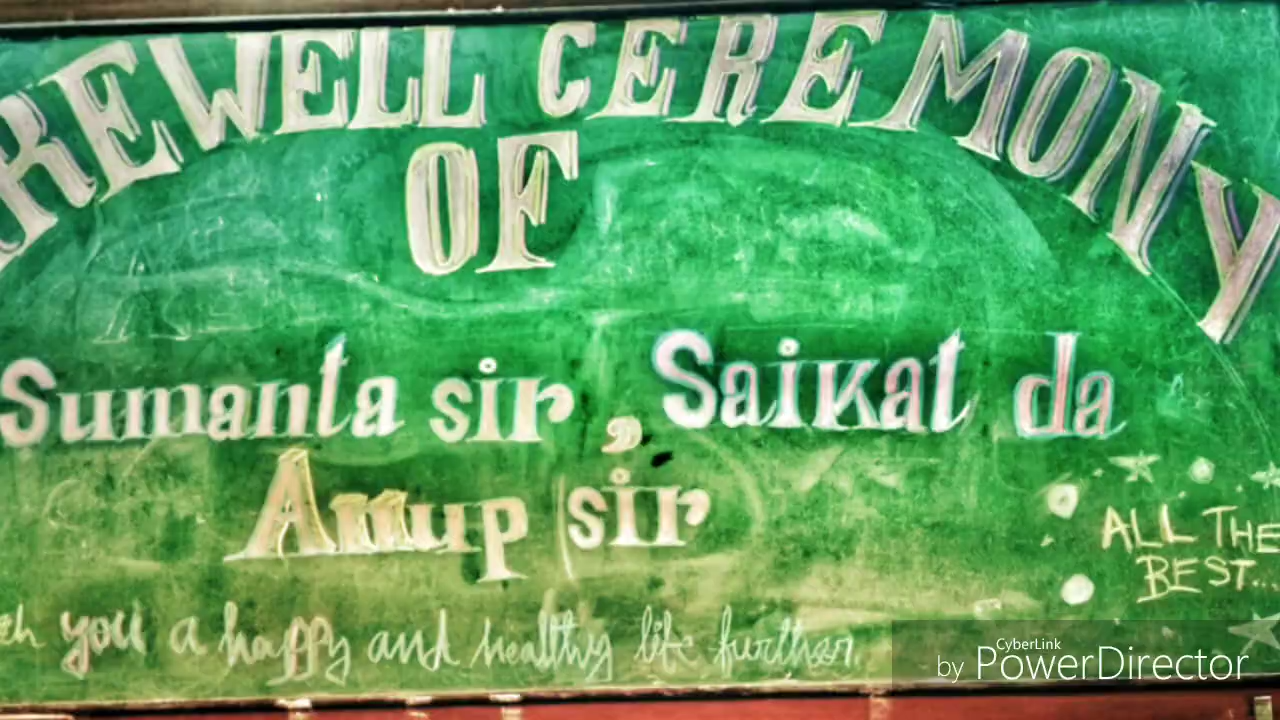 REWELL CEREMONY
OF
Sumanta sir, Saikat da
Anup sir
ALL THE
BEST...
you a happy and healthy life further.
CyberLink
by PowerDirector